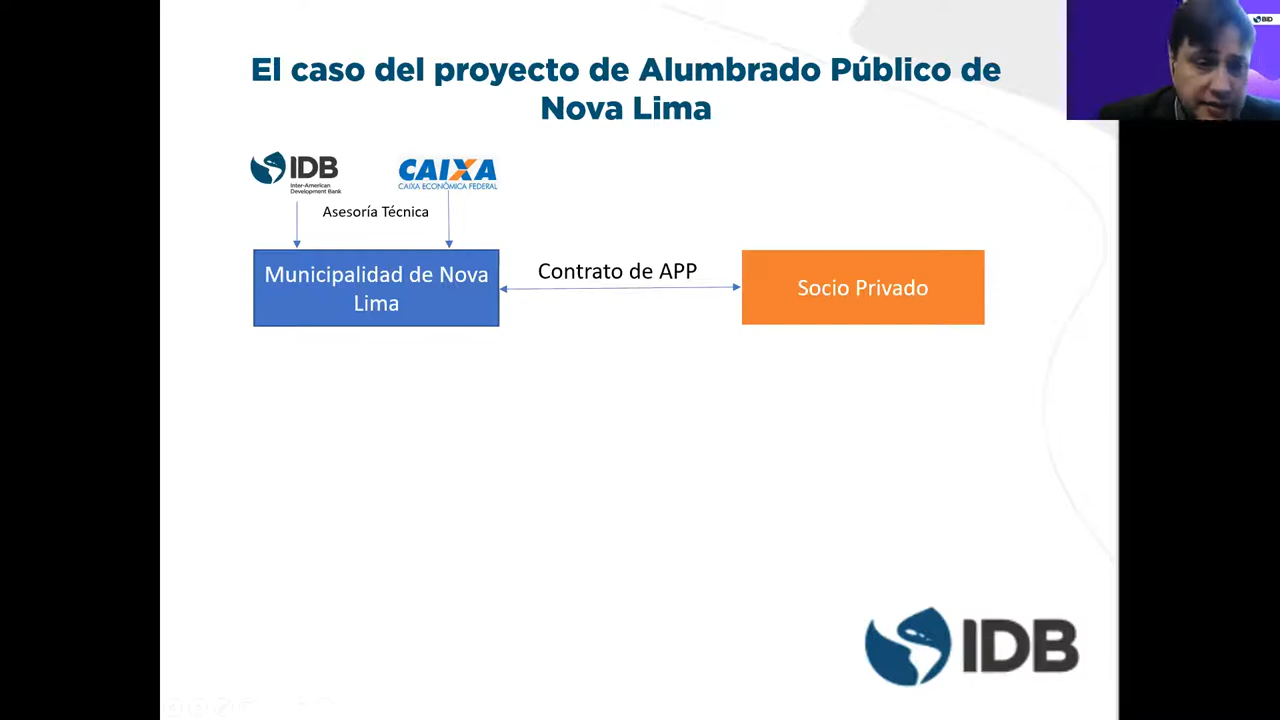 El caso del proyecto de Alumbrado Público de
Nova Lima
IDB
Inter-American
Development Bank
CAIXA
CAIXA ECONÔMICA FEDERAL
Asesoría Técnica
Municipalidad de Nova
Lima
Contrato de APP
Socio Privado
IDB
BID